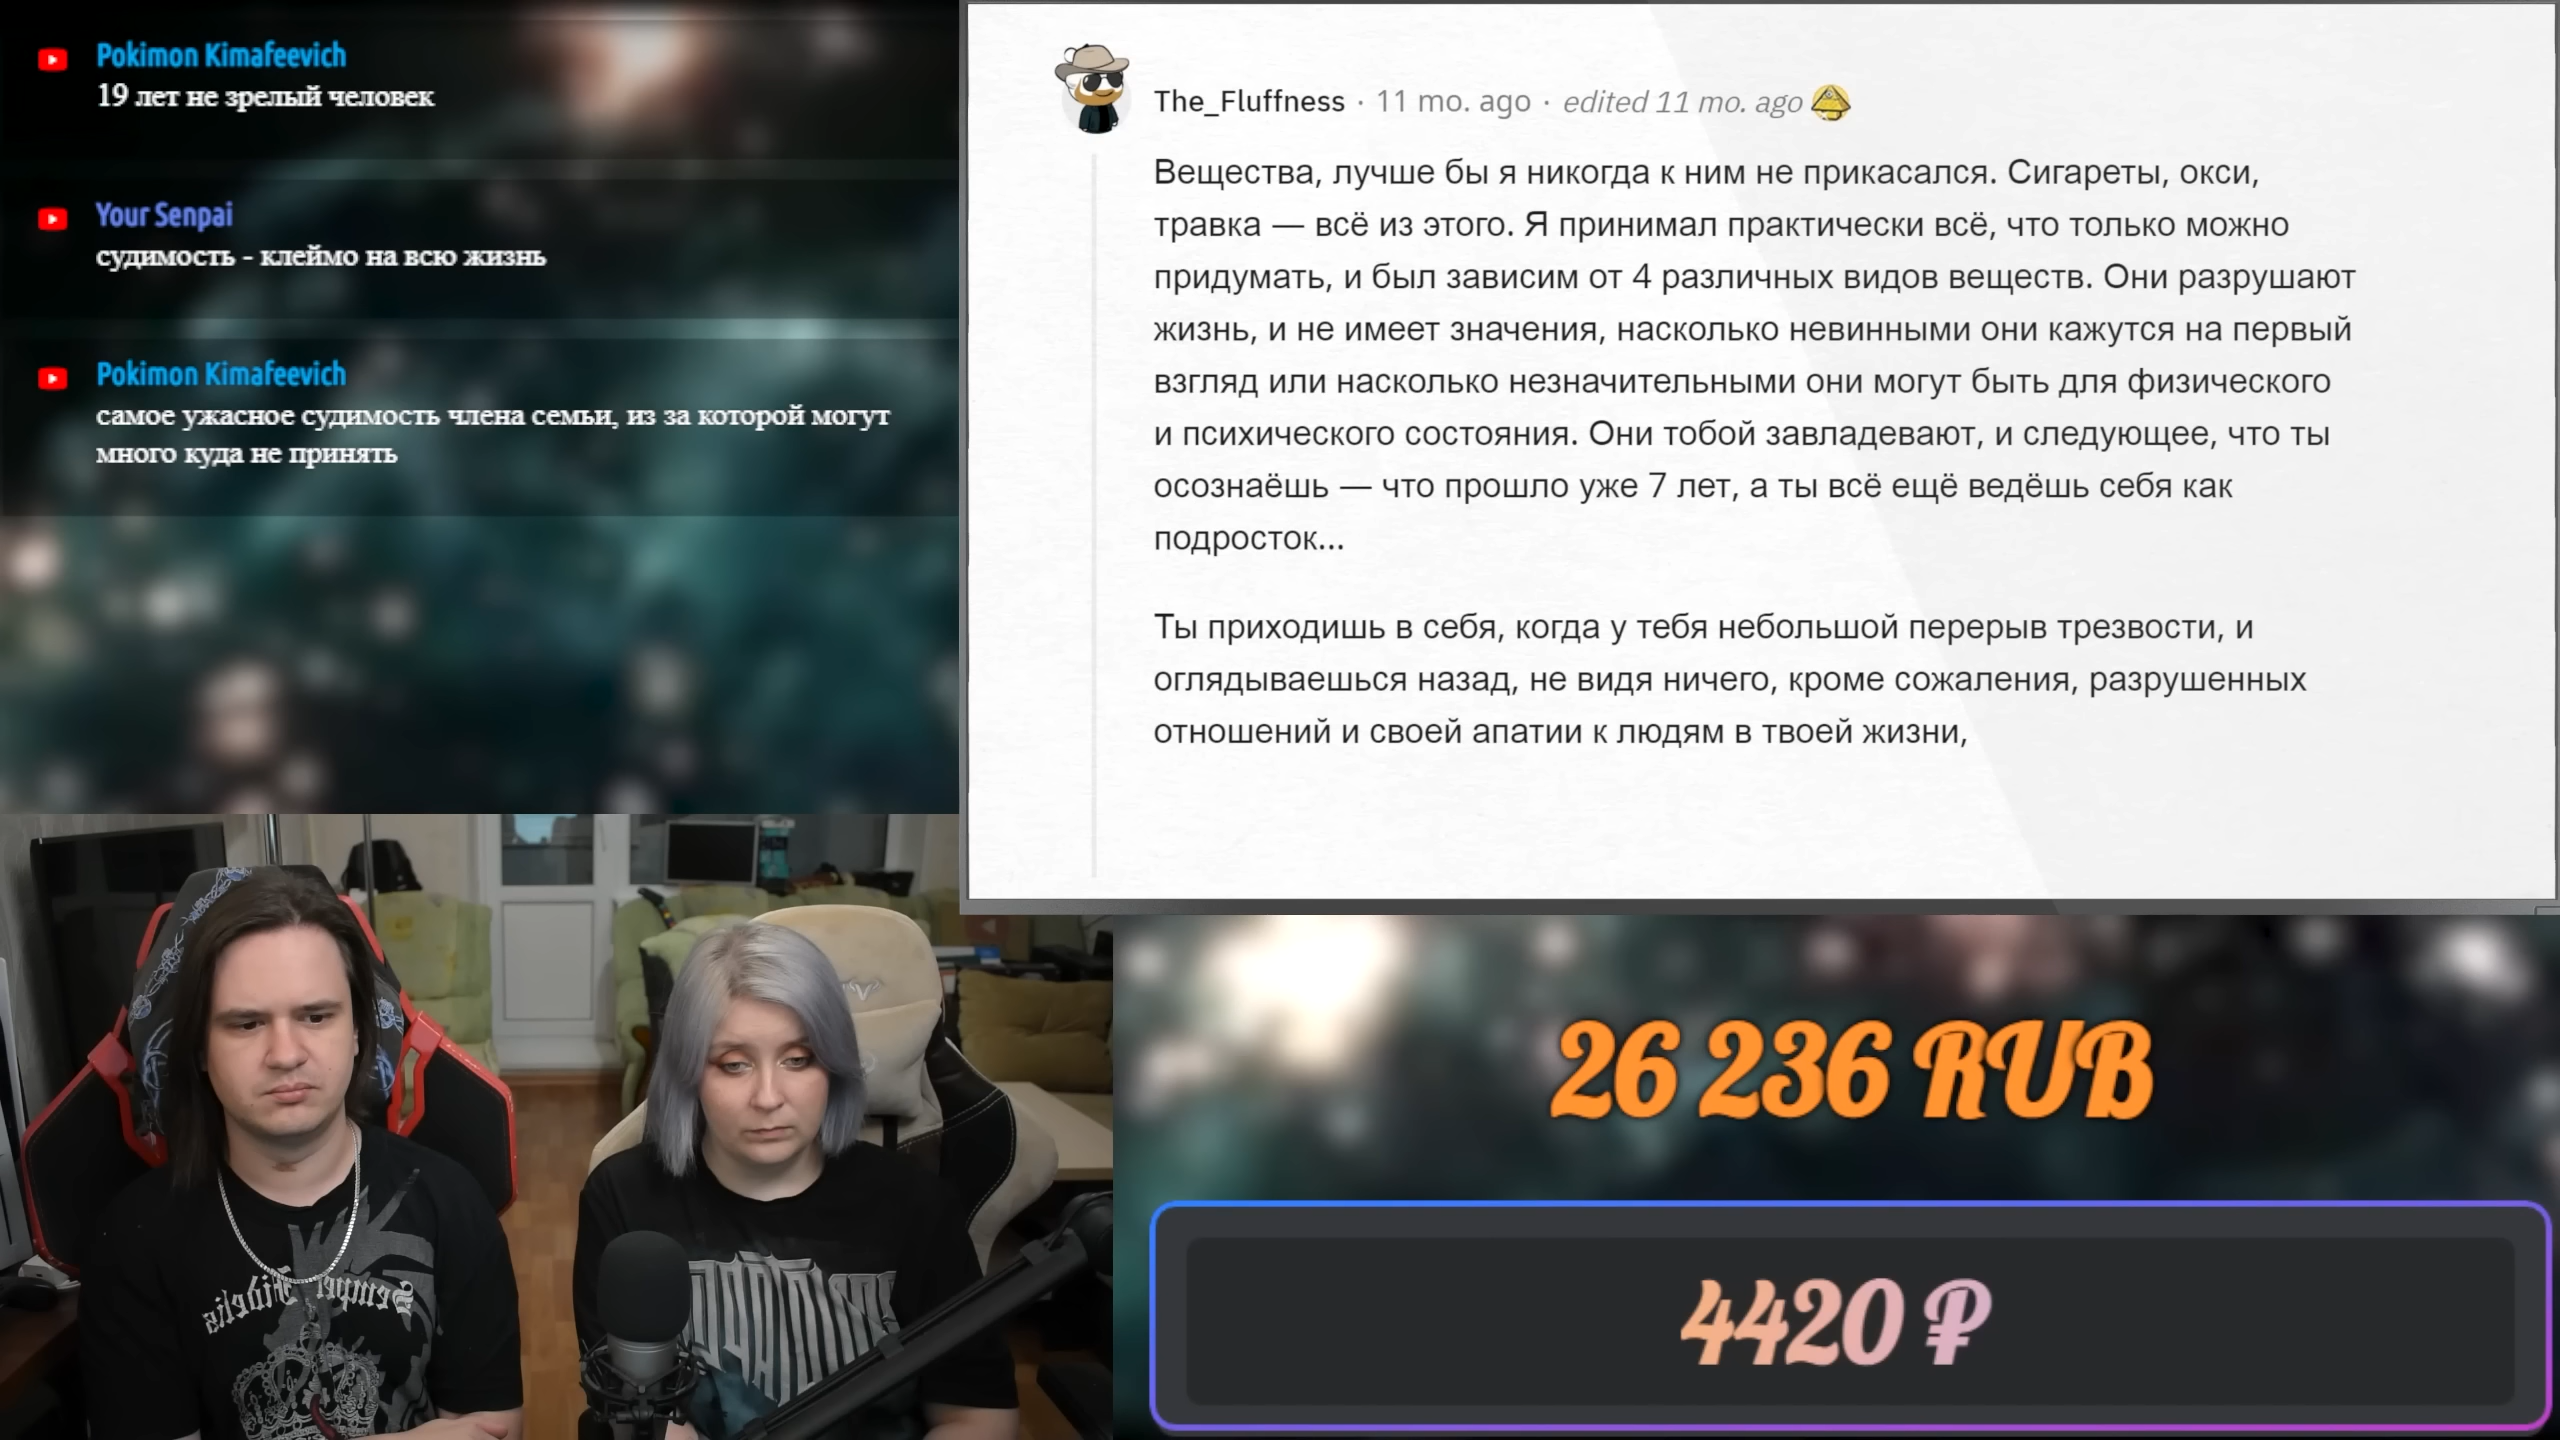 Pokimon Kimafeevich
19 лет не зрелый человек
Your Senpai
судимость - клеймо на всю жизнь
Pokimon Kimafeevich
самое ужасное судимость члена семьи, из за которой могут
много куда не принять
The_Fluffness · 11 mo. ago · edited 11 mo. ago
Вещества, лучше бы я никогда к ним не прикасался. Сигареты, окси,
травка — всё из этого. Я принимал практически всё, что только можно
придумать, и был зависим от 4 различных видов веществ. Они разрушают
жизнь, и не имеет значения, насколько невинными они кажутся на первый
взгляд или насколько незначительными они могут быть для физического
и психического состояния. Они тобой завладевают, и следующее, что ты
осознаёшь — что прошло уже 7 лет, а ты всё ещё ведёшь себя как
подросток...
Ты приходишь в себя, когда у тебя небольшой перерыв трезвости, и
оглядываешься назад, не видя ничего, кроме сожаления, разрушенных
отношений и своей апатии к людям в твоей жизни,
26 236 RUB
4420 ₽
Semper Fidelis